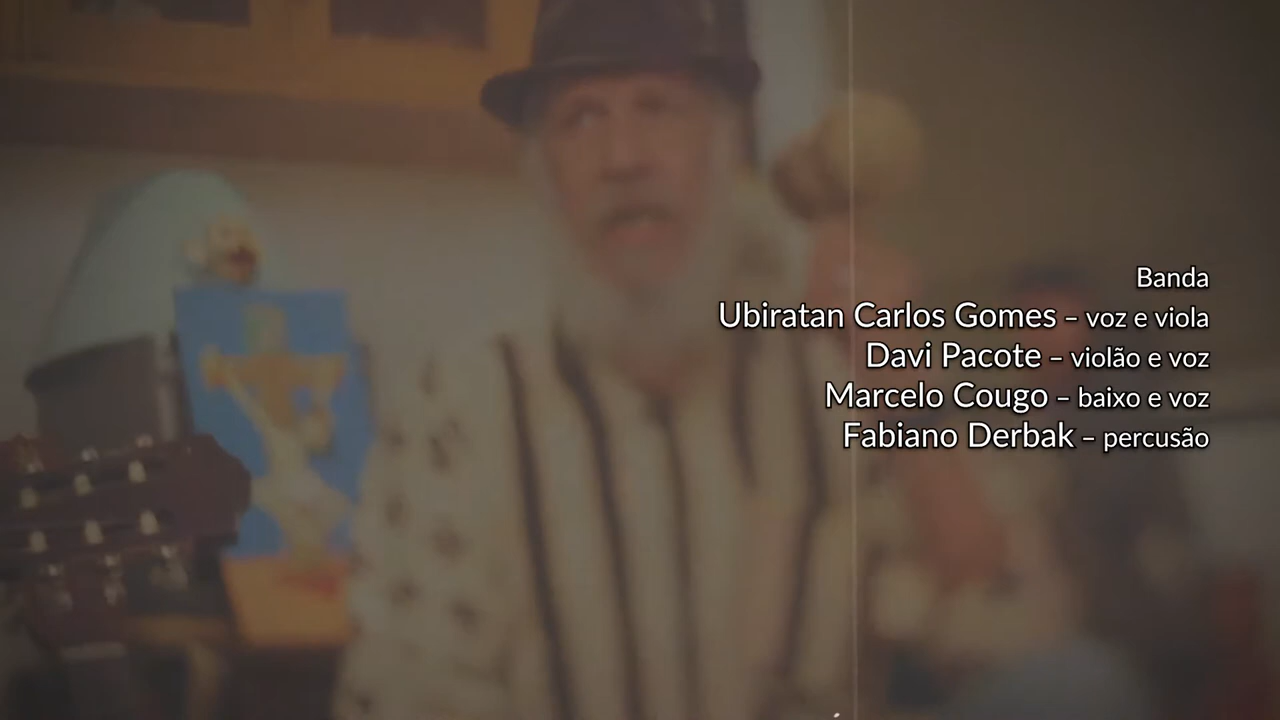 Banda
Ubiratan Carlos Gomes – voz e viola
Davi Pacote – violão e voz
Marcelo Cougo – baixo e voz
Fabiano Derbak – percusão